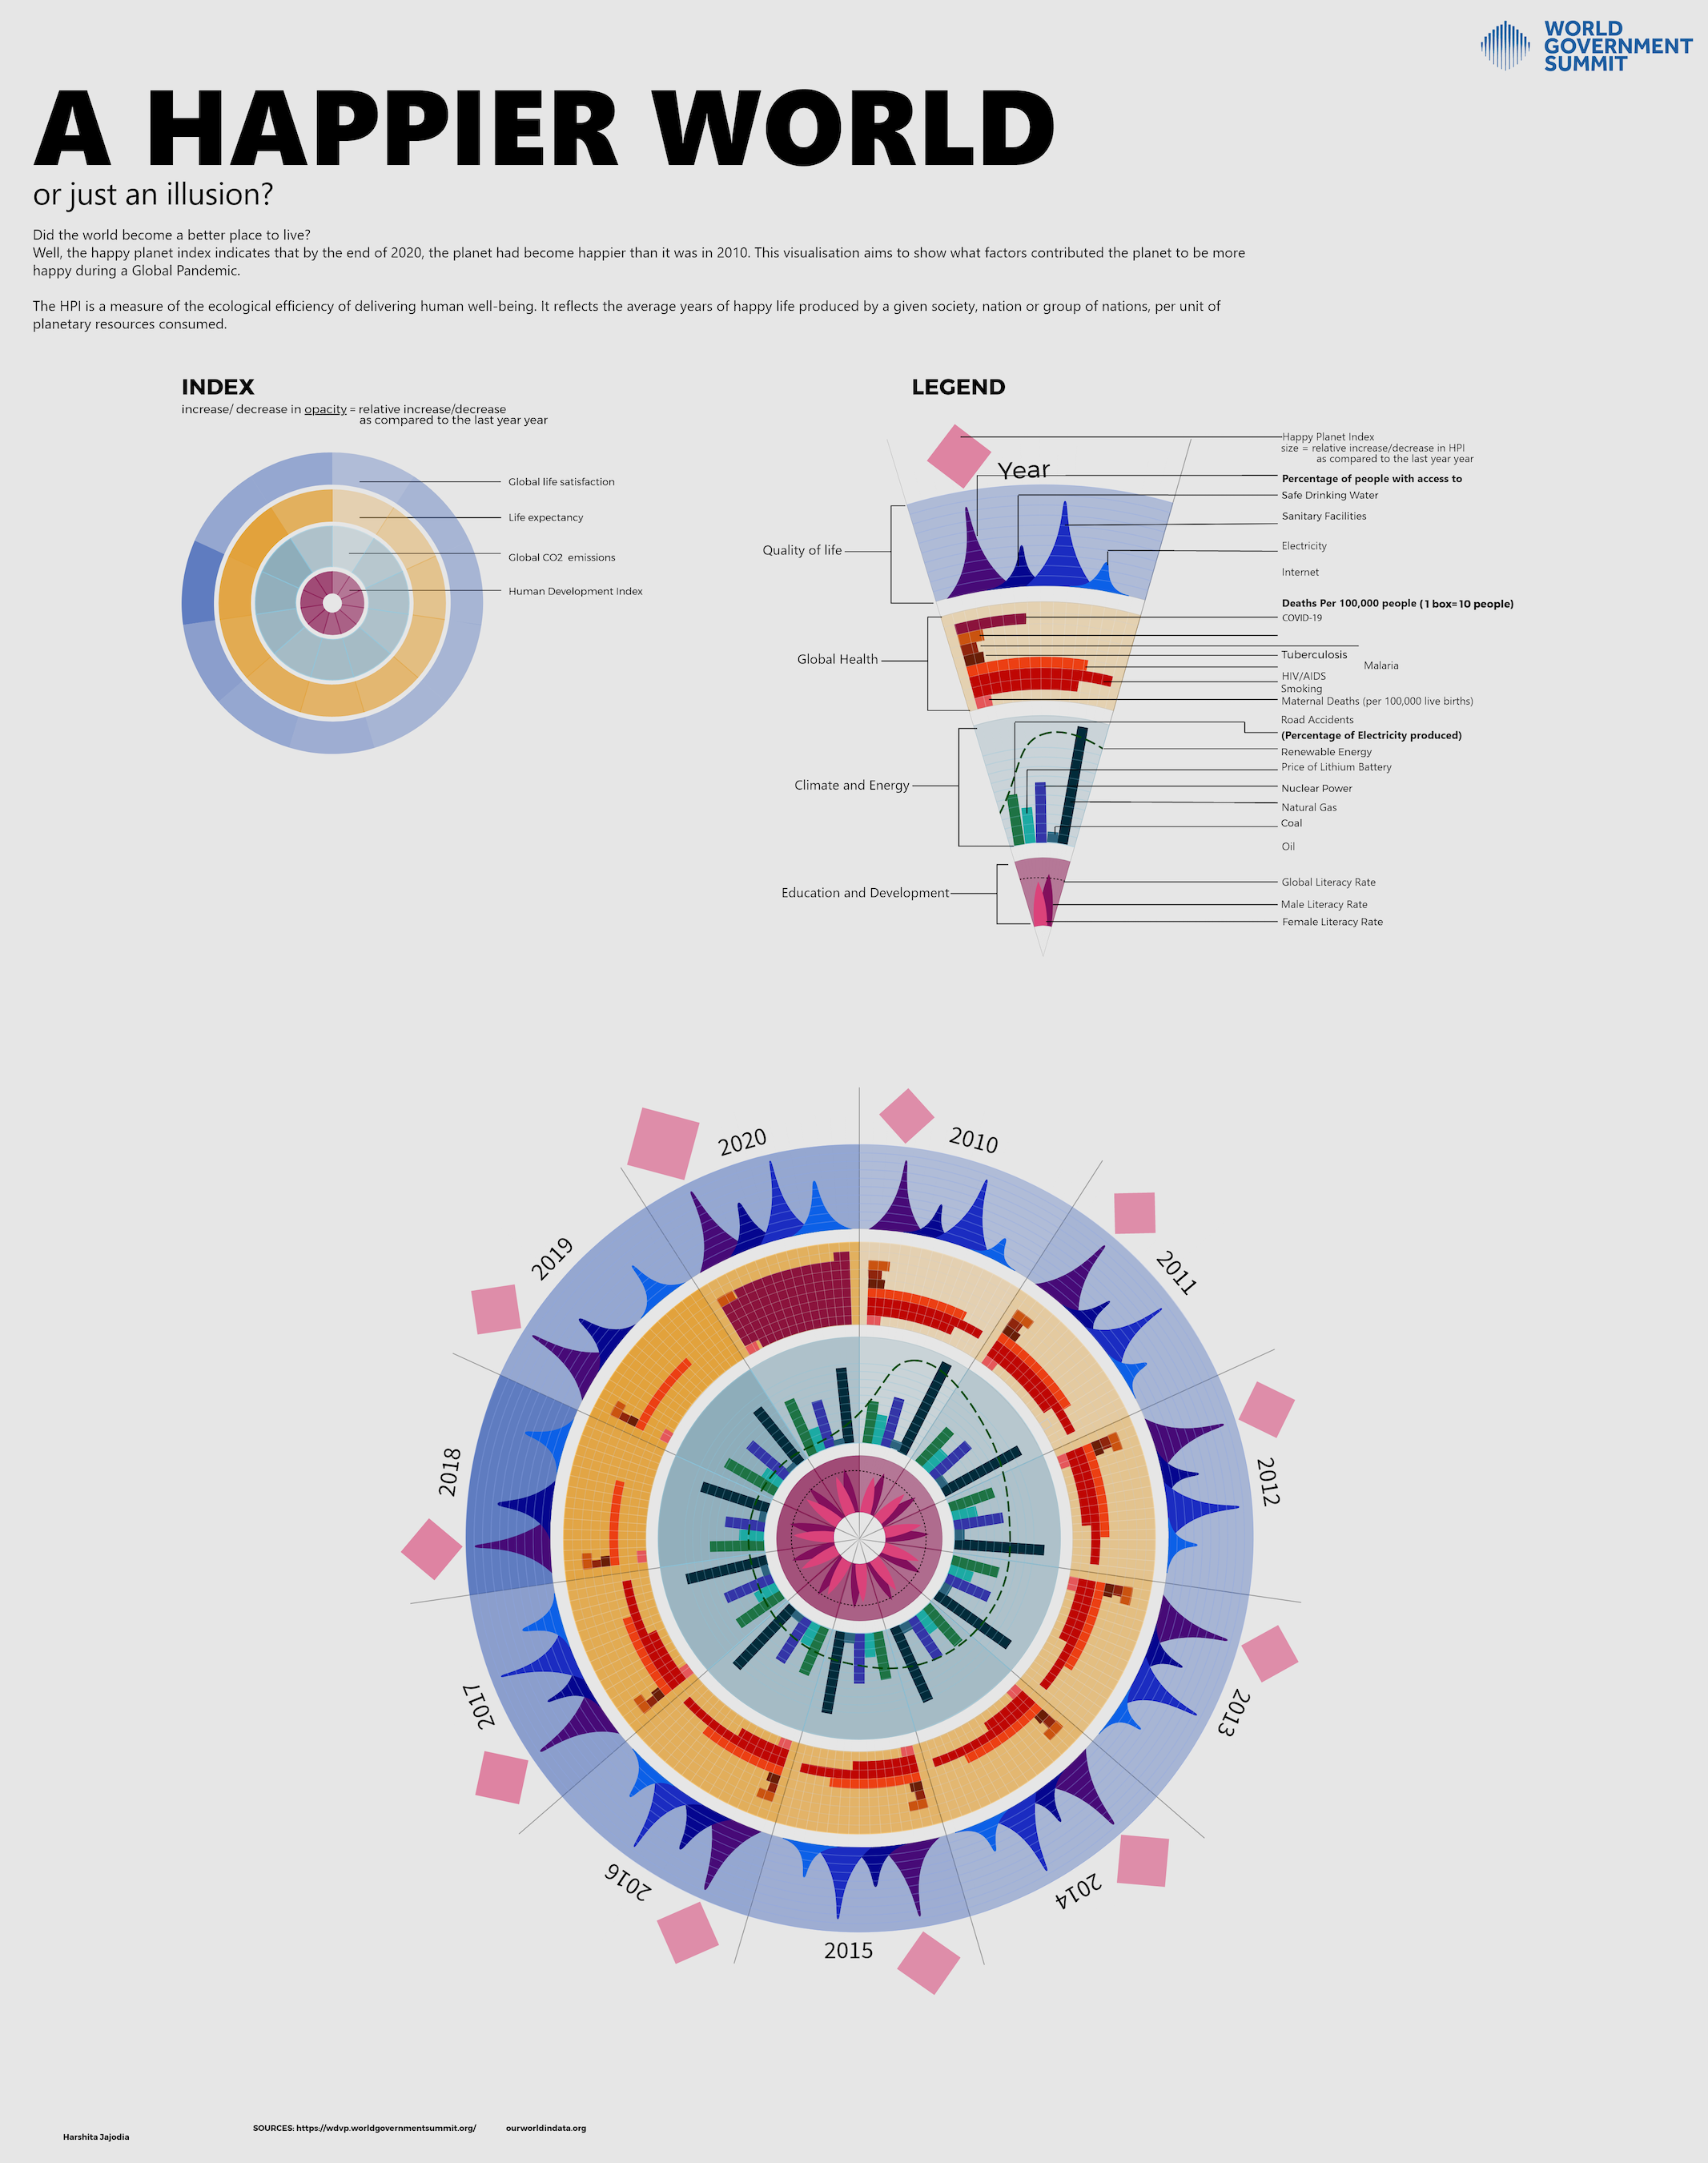 WORLD
GOVERNMENT
SUMMIT
A HAPPIER WORLD
or just an illusion?
Did the world become a better place to live?
Well, the happy planet index indicates that by the end of 2020, the planet had become happier than it was in 2010. This visualisation aims to show what factors contributed the planet to be more
happy during a Global Pandemic.
The HPI is a measure of the ecological efficiency of delivering human well-being. It reflects the average years of happy life produced by a given society, nation or group of nations, per unit of
planetary resources consumed.
INDEX
increase/ decrease in opacity = relative increase/decrease
as compared to the last year year
Global life satisfaction
Life expectancy
Global CO2 emissions
Human Development Index
LEGEND
Year
Quality of life
Global Health
Climate and Energy
Education and Development
Happy Planet Index
size = relative increase/decrease in HPI
as compared to the last year year
Percentage of people with access to
Safe Drinking Water
Sanitary Facilities
Electricity
Internet
Deaths Per 100,000 people (1 box=10 people)
COVID-19
Tuberculosis
Malaria
HIV/AIDS
Smoking
Maternal Deaths (per 100,000 live births)
Road Accidents
(Percentage of Electricity produced)
Renewable Energy
Price of Lithium Battery
Nuclear Power
Natural Gas
Coal
Oil
Global Literacy Rate
Male Literacy Rate
Female Literacy Rate
2010
2011
2012
2013
2014
2015
2016
2017
2018
2019
2020
SOURCES: https://wdvp.worldgovernmentsummit.org/ ourworldindata.org
Harshita Jajodia